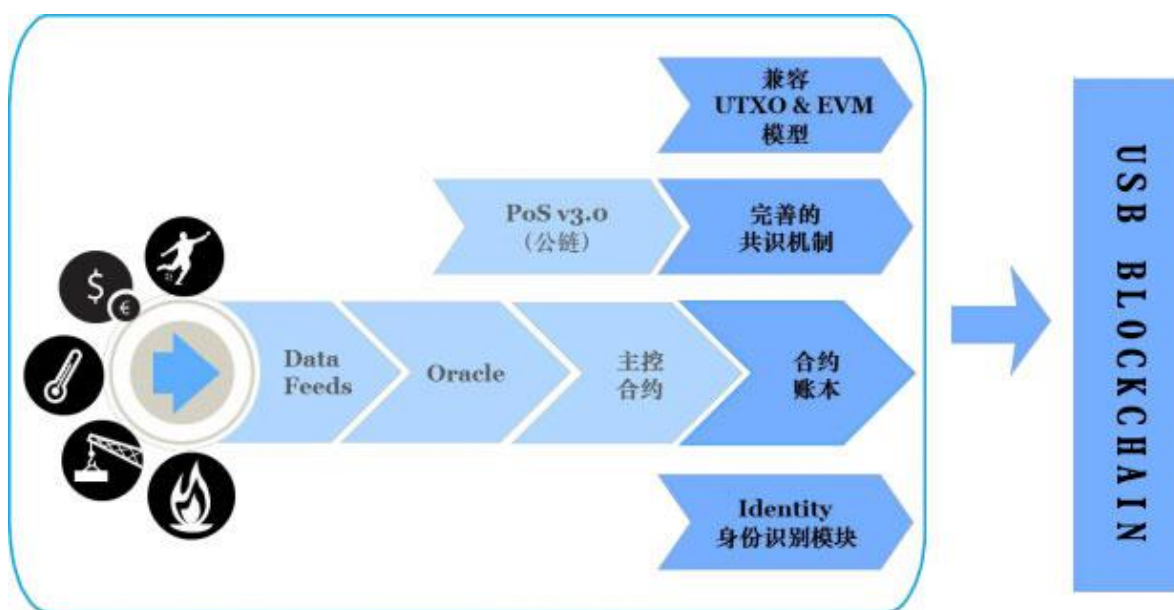 兼容
UTXO & EVM
模型
PoS v3.0
（公链）
完善的
共识机制
$
€
Data
Feeds
Oracle
主控
合约
合约
账本
Identity
身份识别模块
USB BLOCKCHAIN